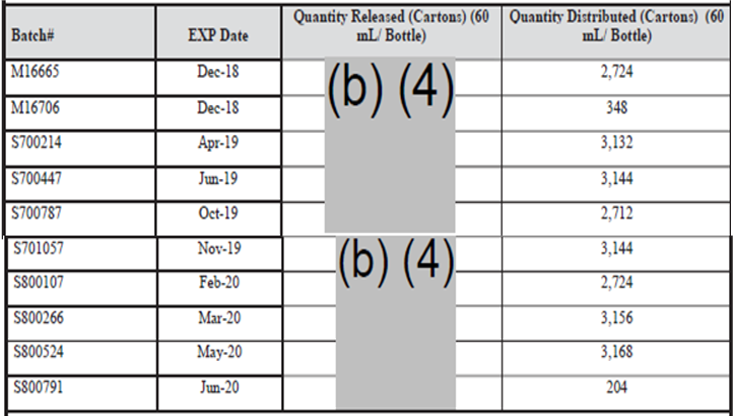 Batch# EXP Date Quantity Released (Cartons) (60 mL/ Bottle) Quantity Distributed (Cartons) (60 mL/ Bottle)
M16665 Dec-18 (b) (4) 2,724
M16706 Dec-18 348
S700214 Apr-19 3,132
S700447 Jun-19 3,144
S700787 Oct-19 2,712
S701057 Nov-19 (b) (4) 3,144
S800107 Feb-20 2,724
S800266 Mar-20 3,156
S800524 May-20 3,168
S800791 Jun-20 204